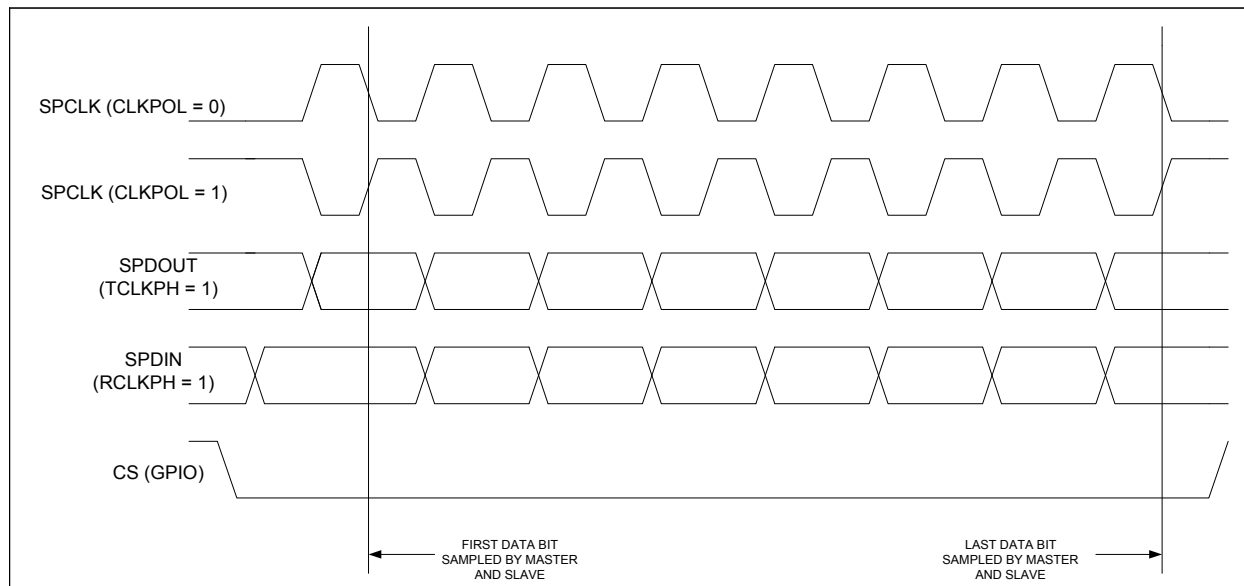 SPCLK (CLKPOL = 0)
SPCLK (CLKPOL = 1)
SPDOUT
(TCLKPH = 1)
SPDIN
(RCLKPH = 1)
CS (GPIO)
FIRST DATA BIT
SAMPLED BY MASTER
AND SLAVE
LAST DATA BIT
SAMPLED BY MASTER
AND SLAVE